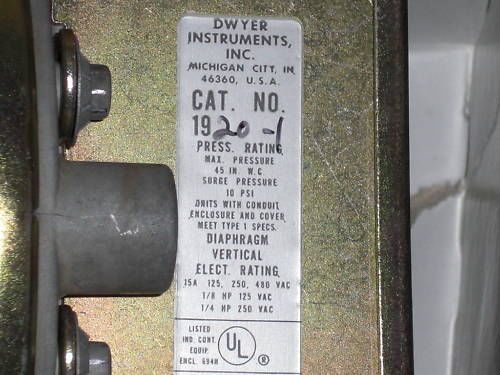 DWYER
INSTRUMENTS,
INC.
MICHIGAN CITY, IN
46360, U.S.A.
CAT. NO.
1920-1
PRESS. RATING
MAX. PRESSURE
45 IN. W.C.
SURGE PRESSURE
10 PSI
UNITS WITH CONDUIT
ENCLOSURE AND COVER
MEET TYPE 1 SPECS.
DIAPHRAGM
VERTICAL
ELECT. RATING
15A 125, 250, 480 VAC
1/8 HP 125 VAC
1/4 HP 250 VAC
LISTED
IND. CONT.
EQUIP.
ENCL. 694H
UL ®